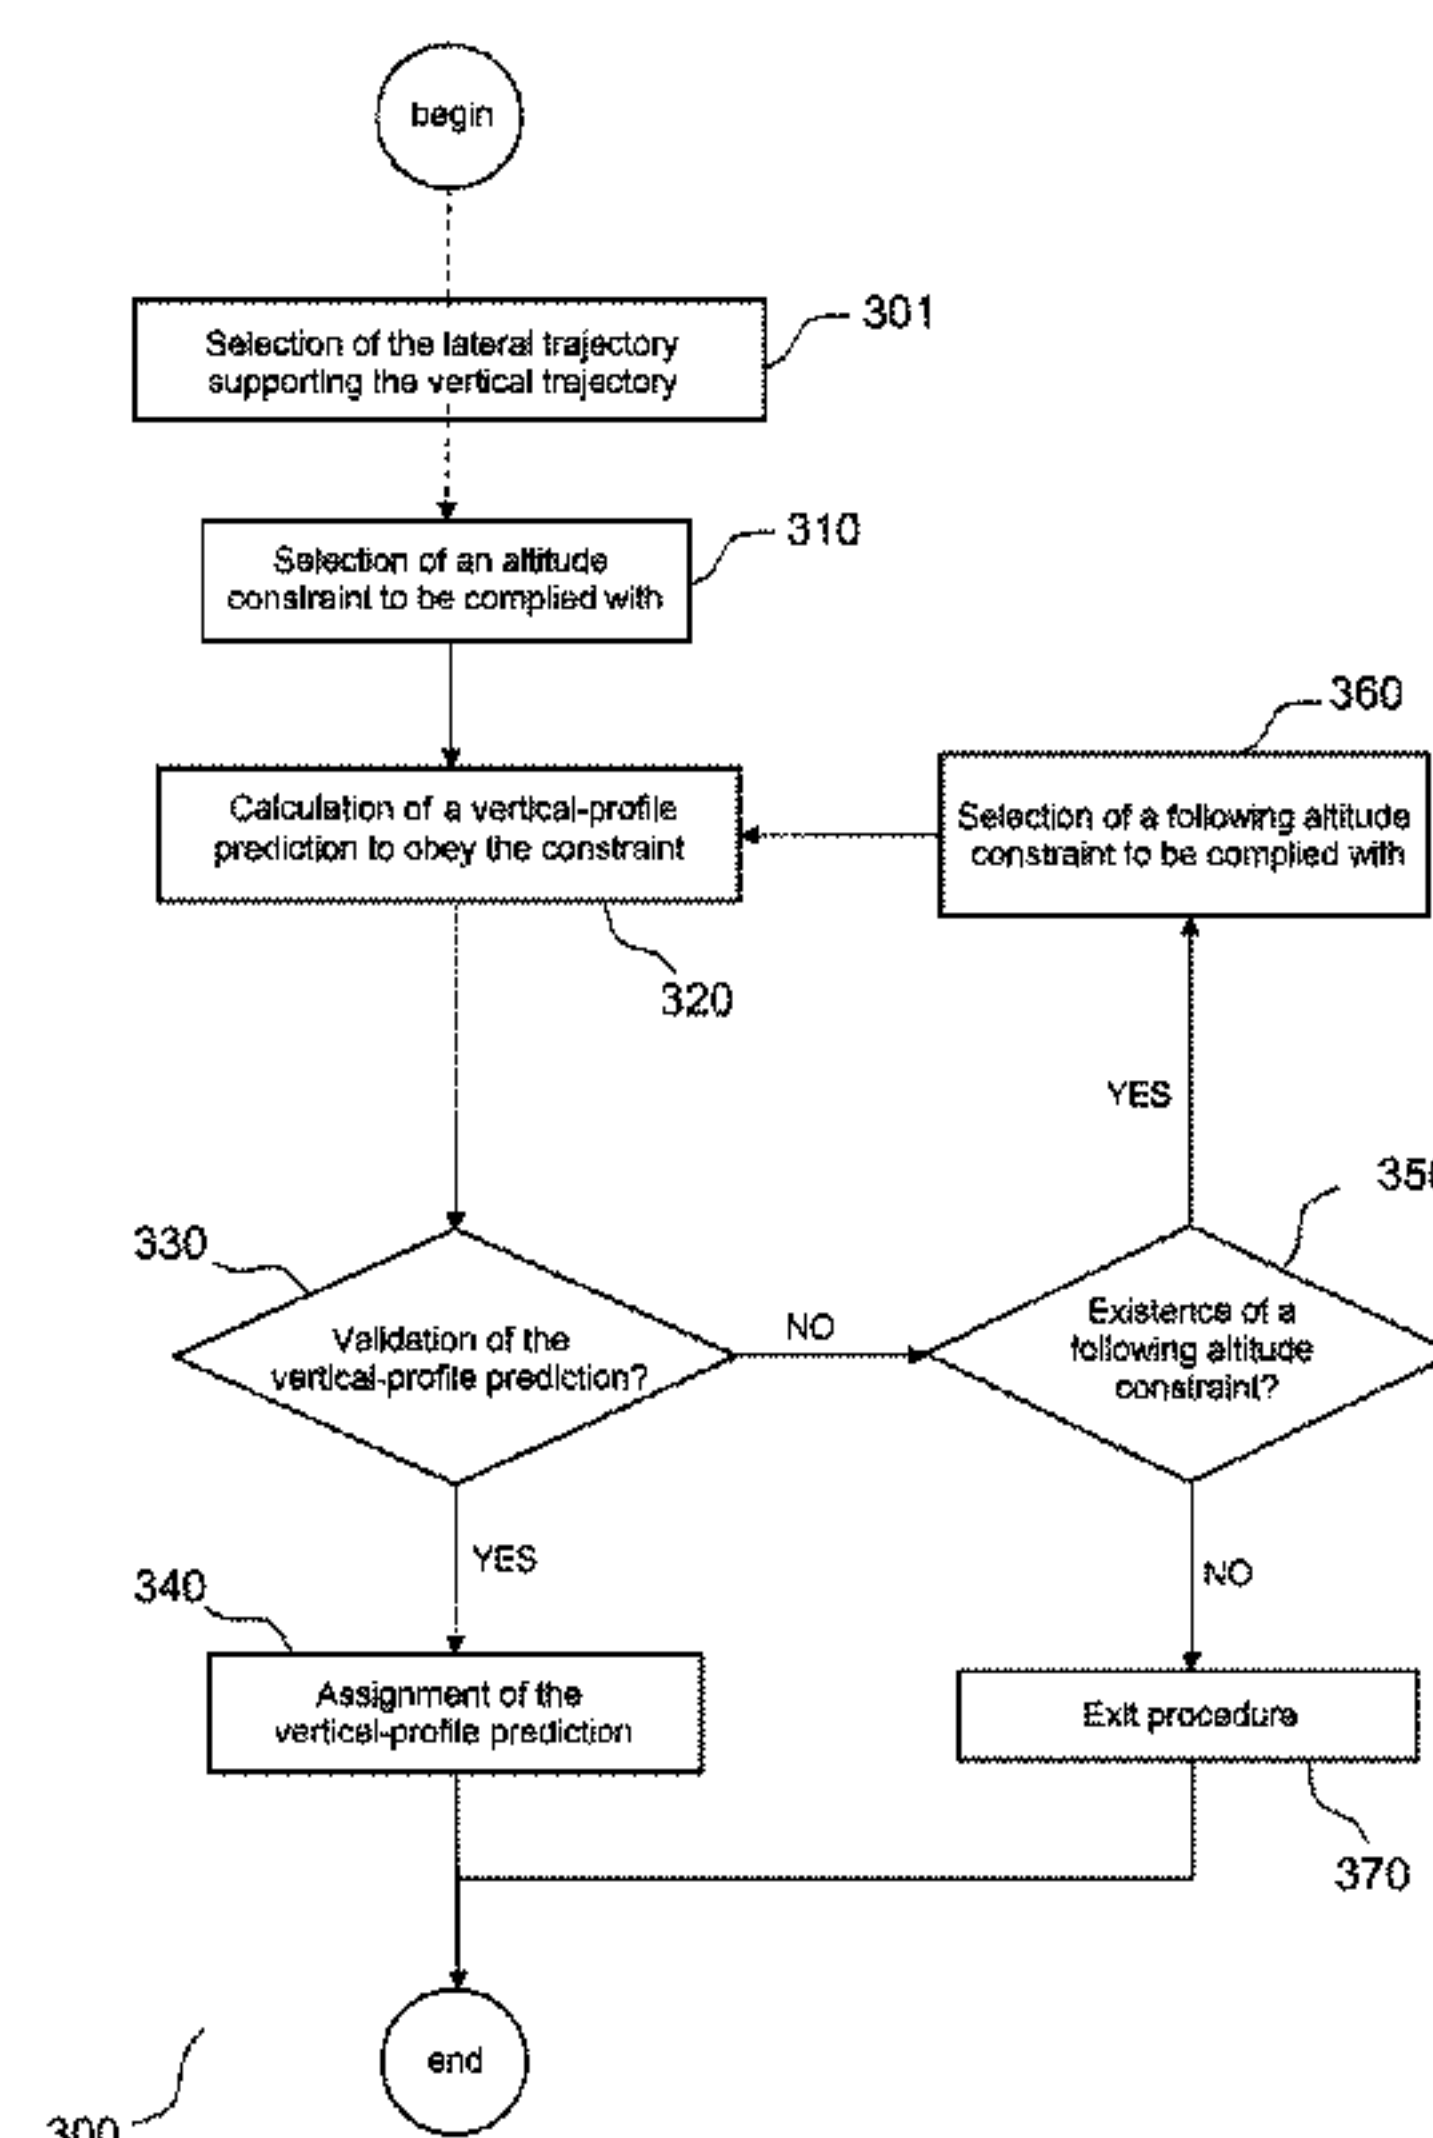 begin
301
Selection of the lateral trajectory
supporting the vertical trajectory
310
Selection of an altitude
constraint to be complied with
360
Calculation of a vertical-profile
prediction to obey the constraint
Selection of a following altitude
constraint to be complied with
320
YES
330
Validation of the
vertical-profile prediction?
NO
Existence of a
following altitude
constraint?
YES
NO
340
Assignment of the
vertical-profile prediction
Exit procedure
370
end
300